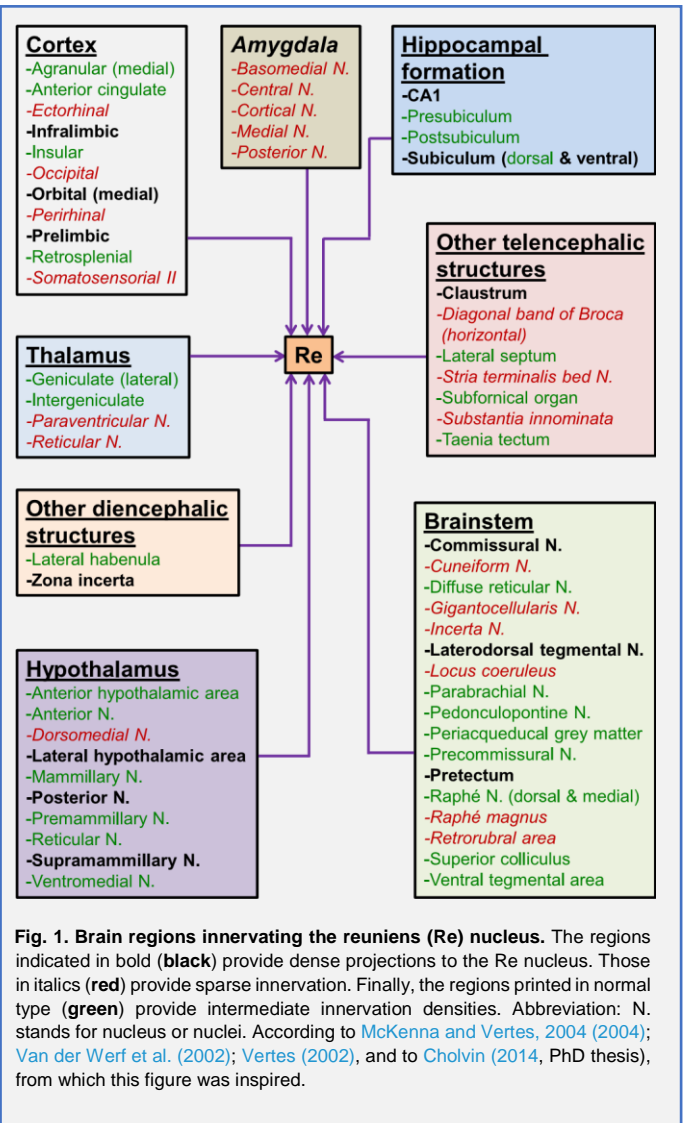 Cortex
-Agranular (medial)
-Anterior cingulate
-Ectorhinal
-Infralimbic
-Insular
-Occipital
-Orbital (medial)
-Perirhinal
-Prelimbic
-Retrosplenial
-Somatosensorial II
Amygdala
-Basomedial N.
-Central N.
-Cortical N.
-Medial N.
-Posterior N.
Hippocampal
formation
-CA1
-Presubiculum
-Postsubiculum
-Subiculum (dorsal & ventral)
Other telencephalic
structures
-Claustrum
-Diagonal band of Broca
(horizontal)
-Lateral septum
-Stria terminalis bed N.
-Subfornical organ
-Substantia innominata
-Taenia tectum
Re
Thalamus
-Geniculate (lateral)
-Intergeniculate
-Paraventricular N.
-Reticular N.
Other diencephalic
structures
-Lateral habenula
-Zona incerta
Brainstem
-Commissural N.
-Cuneiform N.
-Diffuse reticular N.
-Gigantocellularis N.
-Incerta N.
-Laterodorsal tegmental N.
-Locus coeruleus
-Parabrachial N.
-Pedonculopontine N.
-Periacqueducal grey matter
-Precommissural N.
-Pretectum
-Raphé N. (dorsal & medial)
-Raphé magnus
-Retrorubral area
-Superior colliculus
-Ventral tegmental area
Hypothalamus
-Anterior hypothalamic area
-Anterior N.
-Dorsomedial N.
-Lateral hypothalamic area
-Mammillary N.
-Posterior N.
-Premammillary N.
-Reticular N.
-Supramammillary N.
-Ventromedial N.
Fig. 1. Brain regions innervating the reuniens (Re) nucleus. The regions
indicated in bold (black) provide dense projections to the Re nucleus. Those
in italics (red) provide sparse innervation. Finally, the regions printed in normal
type (green) provide intermediate innervation densities. Abbreviation: N.
stands for nucleus or nuclei. According to McKenna and Vertes, 2004 (2004);
Van der Werf et al. (2002); Vertes (2002), and to Cholvin (2014, PhD thesis),
from which this figure was inspired.